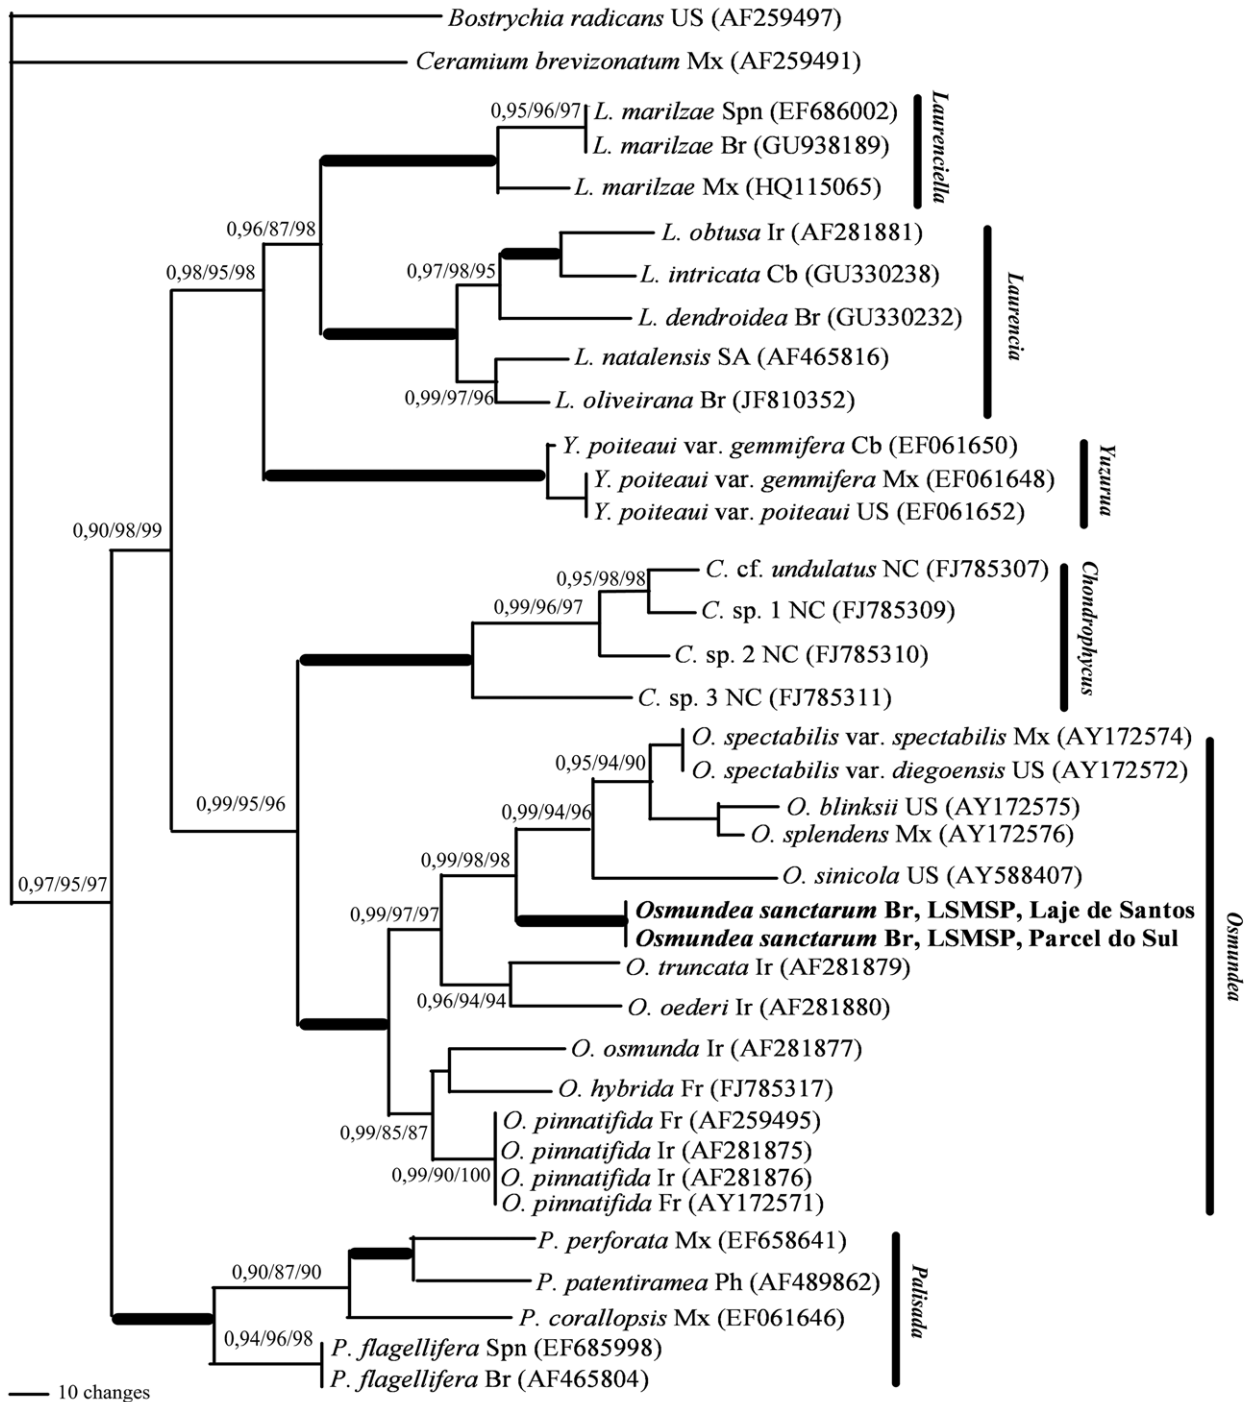 Bostrychia radicans US (AF259497)
Ceramium brevizonatum Mx (AF259491)
0,95/96/97
L. marilzae Spn (EF686002)
L. marilzae Br (GU938189)
L. marilzae Mx (HQ115065)
Laurenciella
0,96/87/98
L. obtusa Ir (AF281881)
0,98/95/98
0,97/98/95
L. intricata Cb (GU330238)
L. dendroidea Br (GU330232)
L. natalensis SA (AF465816)
0,99/97/96
L. oliveirana Br (JF810352)
Laurencia
Y. poiteaui var. gemmifera Cb (EF061650)
Y. poiteaui var. gemmifera Mx (EF061648)
Y. poiteaui var. poiteaui US (EF061652)
Yuzurua
0,90/98/99
C. cf. undulatus NC (FJ785307)
0,95/98/98
0,99/96/97
C. sp. 1 NC (FJ785309)
C. sp. 2 NC (FJ785310)
C. sp. 3 NC (FJ785311)
Chondrophycus
O. spectabilis var. spectabilis Mx (AY172574)
0,95/94/90
O. spectabilis var. diegoensis US (AY172572)
0,99/95/96
0,99/94/96
O. blinksii US (AY172575)
O. splendens Mx (AY172576)
0,99/98/98
O. sinicola US (AY588407)
0,97/95/97
0,99/97/97
Osmundea sanctarum Br, LSMSP, Laje de Santos
Osmundea sanctarum Br, LSMSP, Parcel do Sul
O. truncata Ir (AF281879)
0,96/94/94
O. oederi Ir (AF281880)
O. osmunda Ir (AF281877)
O. hybrida Fr (FJ785317)
0,99/85/87
O. pinnatifida Fr (AF259495)
O. pinnatifida Ir (AF281875)
0,99/90/100
O. pinnatifida Ir (AF281876)
O. pinnatifida Fr (AY172571)
Osmundea
P. perforata Mx (EF658641)
0,90/87/90
P. patentiramea Ph (AF489862)
P. corallopsis Mx (EF061646)
0,94/96/98
P. flagellifera Spn (EF685998)
P. flagellifera Br (AF465804)
Palisada
10 changes